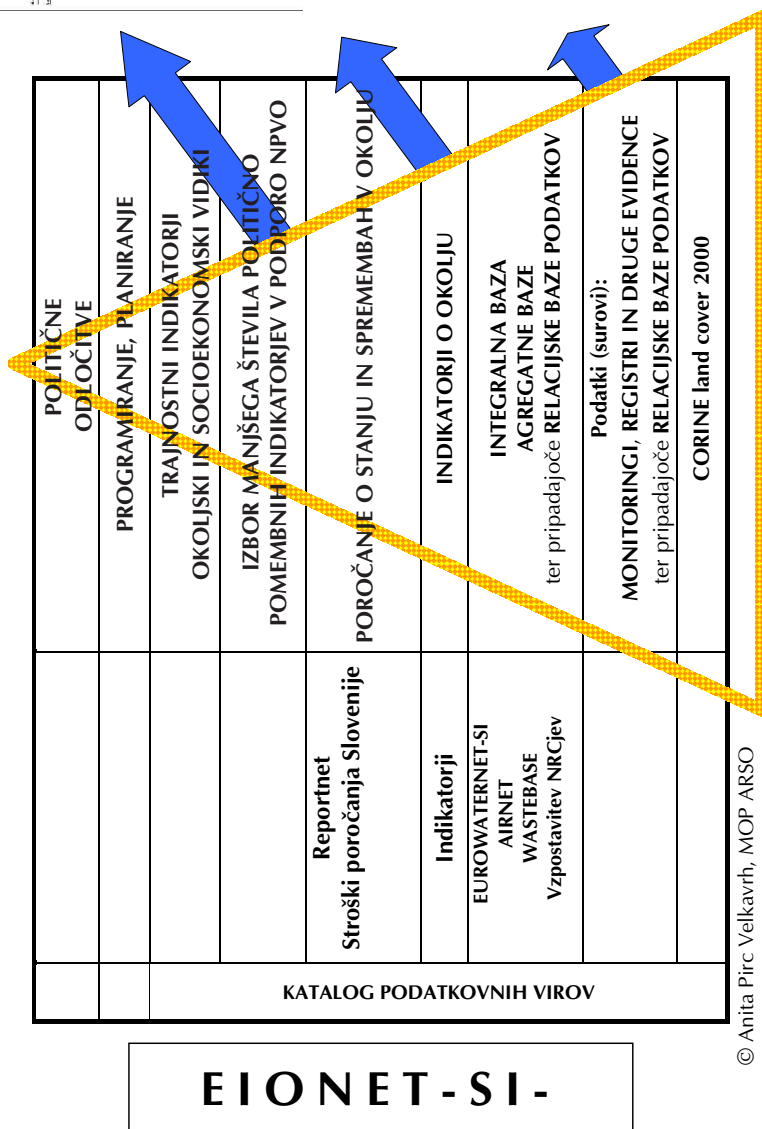 EIONET-SI-
KATALOG PODATKOVNIH VIROV
POLITIČNE
ODLOČITVE
PROGRAMIRANJE, PLANIRANJE
TRAJNOSTNI INDIKATORJI
OKOLJSKI IN SOCIOEKONOMSKI VIDIKI
IZBOR MANJŠEGA ŠTEVILA POLITIČNO
POMEMBNIH INDIKATORJEV V PODPORO NPVO
Reportnet
Stroški poročanja Slovenije
POROČANJE O STANJU IN SPREMEMBAH V OKOLJU
Indikatorji
INDIKATORJI O OKOLJU
EUROWATERNET-SI
AIRNET
WASTEBASE
Vzpostavitev NRCjev
INTEGRALNA BAZA
AGREGATNE BAZE
ter pripadajoče RELACIJSKE BAZE PODATKOV
Podatki (surovi):
MONITORINGI, REGISTRI IN DRUGE EVIDENCE
ter pripadajoče RELACIJSKE BAZE PODATKOV
CORINE land cover 2000
© Anita Pirc Velkavrh, MOP ARSO